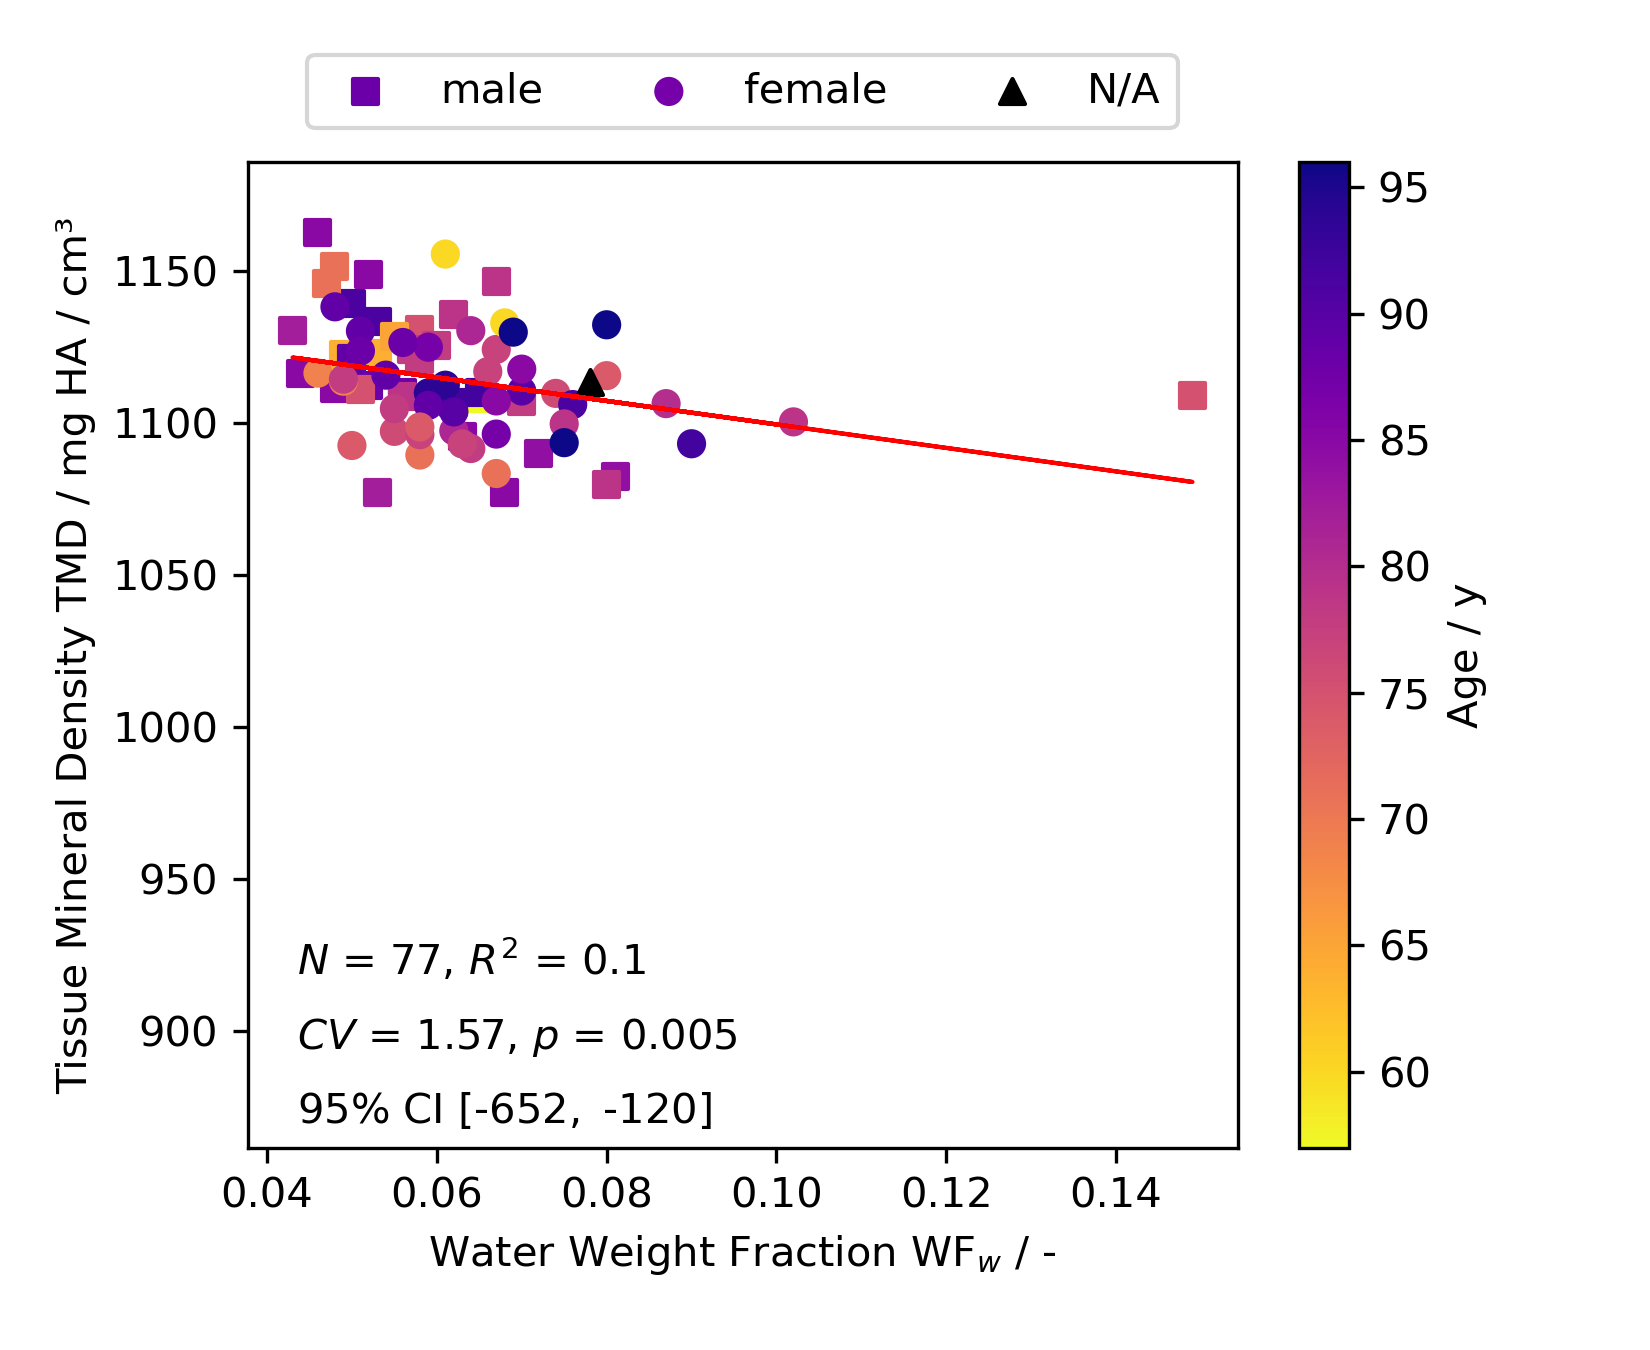 male female N/A
Tissue Mineral Density TMD / mg HA / cm³
1150
1100
1050
1000
950
900
N = 77, R² = 0.1
CV = 1.57, p = 0.005
95% CI [-652, -120]
0.04 0.06 0.08 0.10 0.12 0.14
Water Weight Fraction WF_w / -
95
90
85
80
75
70
65
60
Age / y